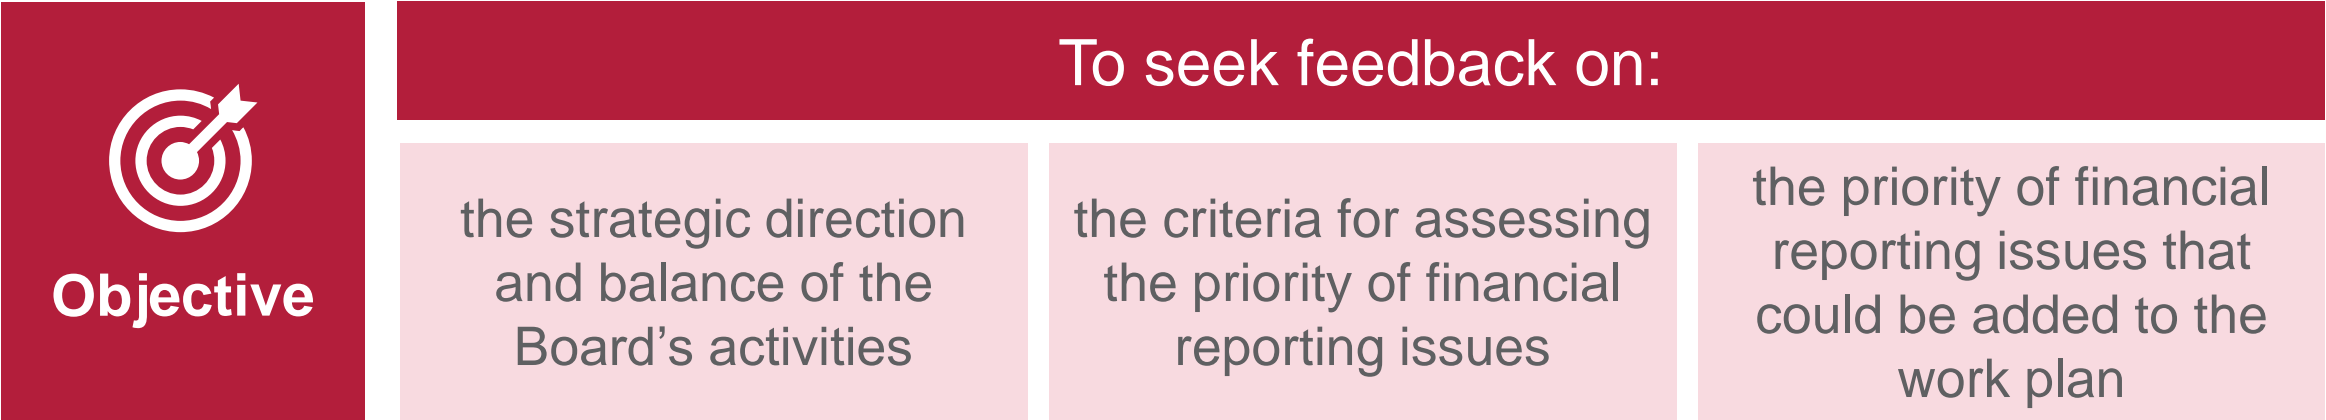 Objective
To seek feedback on:
the strategic direction
and balance of the
Board’s activities
the criteria for assessing
the priority of financial
reporting issues
the priority of financial
reporting issues that
could be added to the
work plan